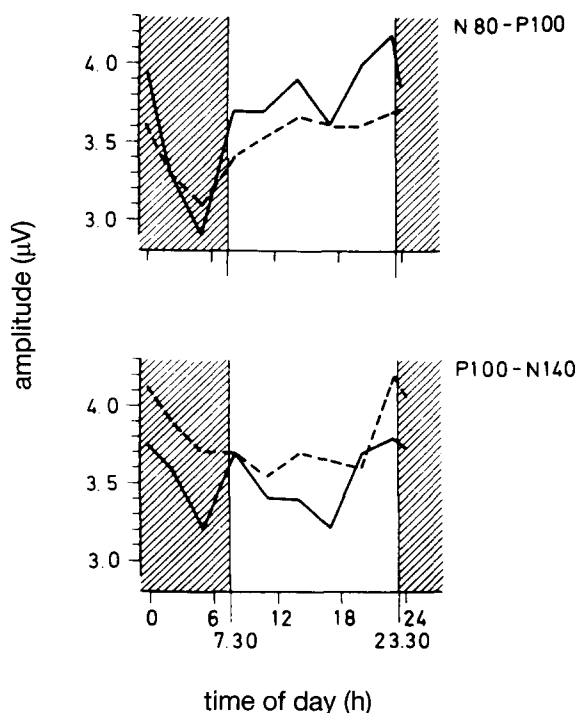 N 80-P100
4.0
3.5
3.0
amplitude (µV)
P100-N140
4.0
3.5
3.0
0 6 12 18 24
7.30 23.30
time of day (h)